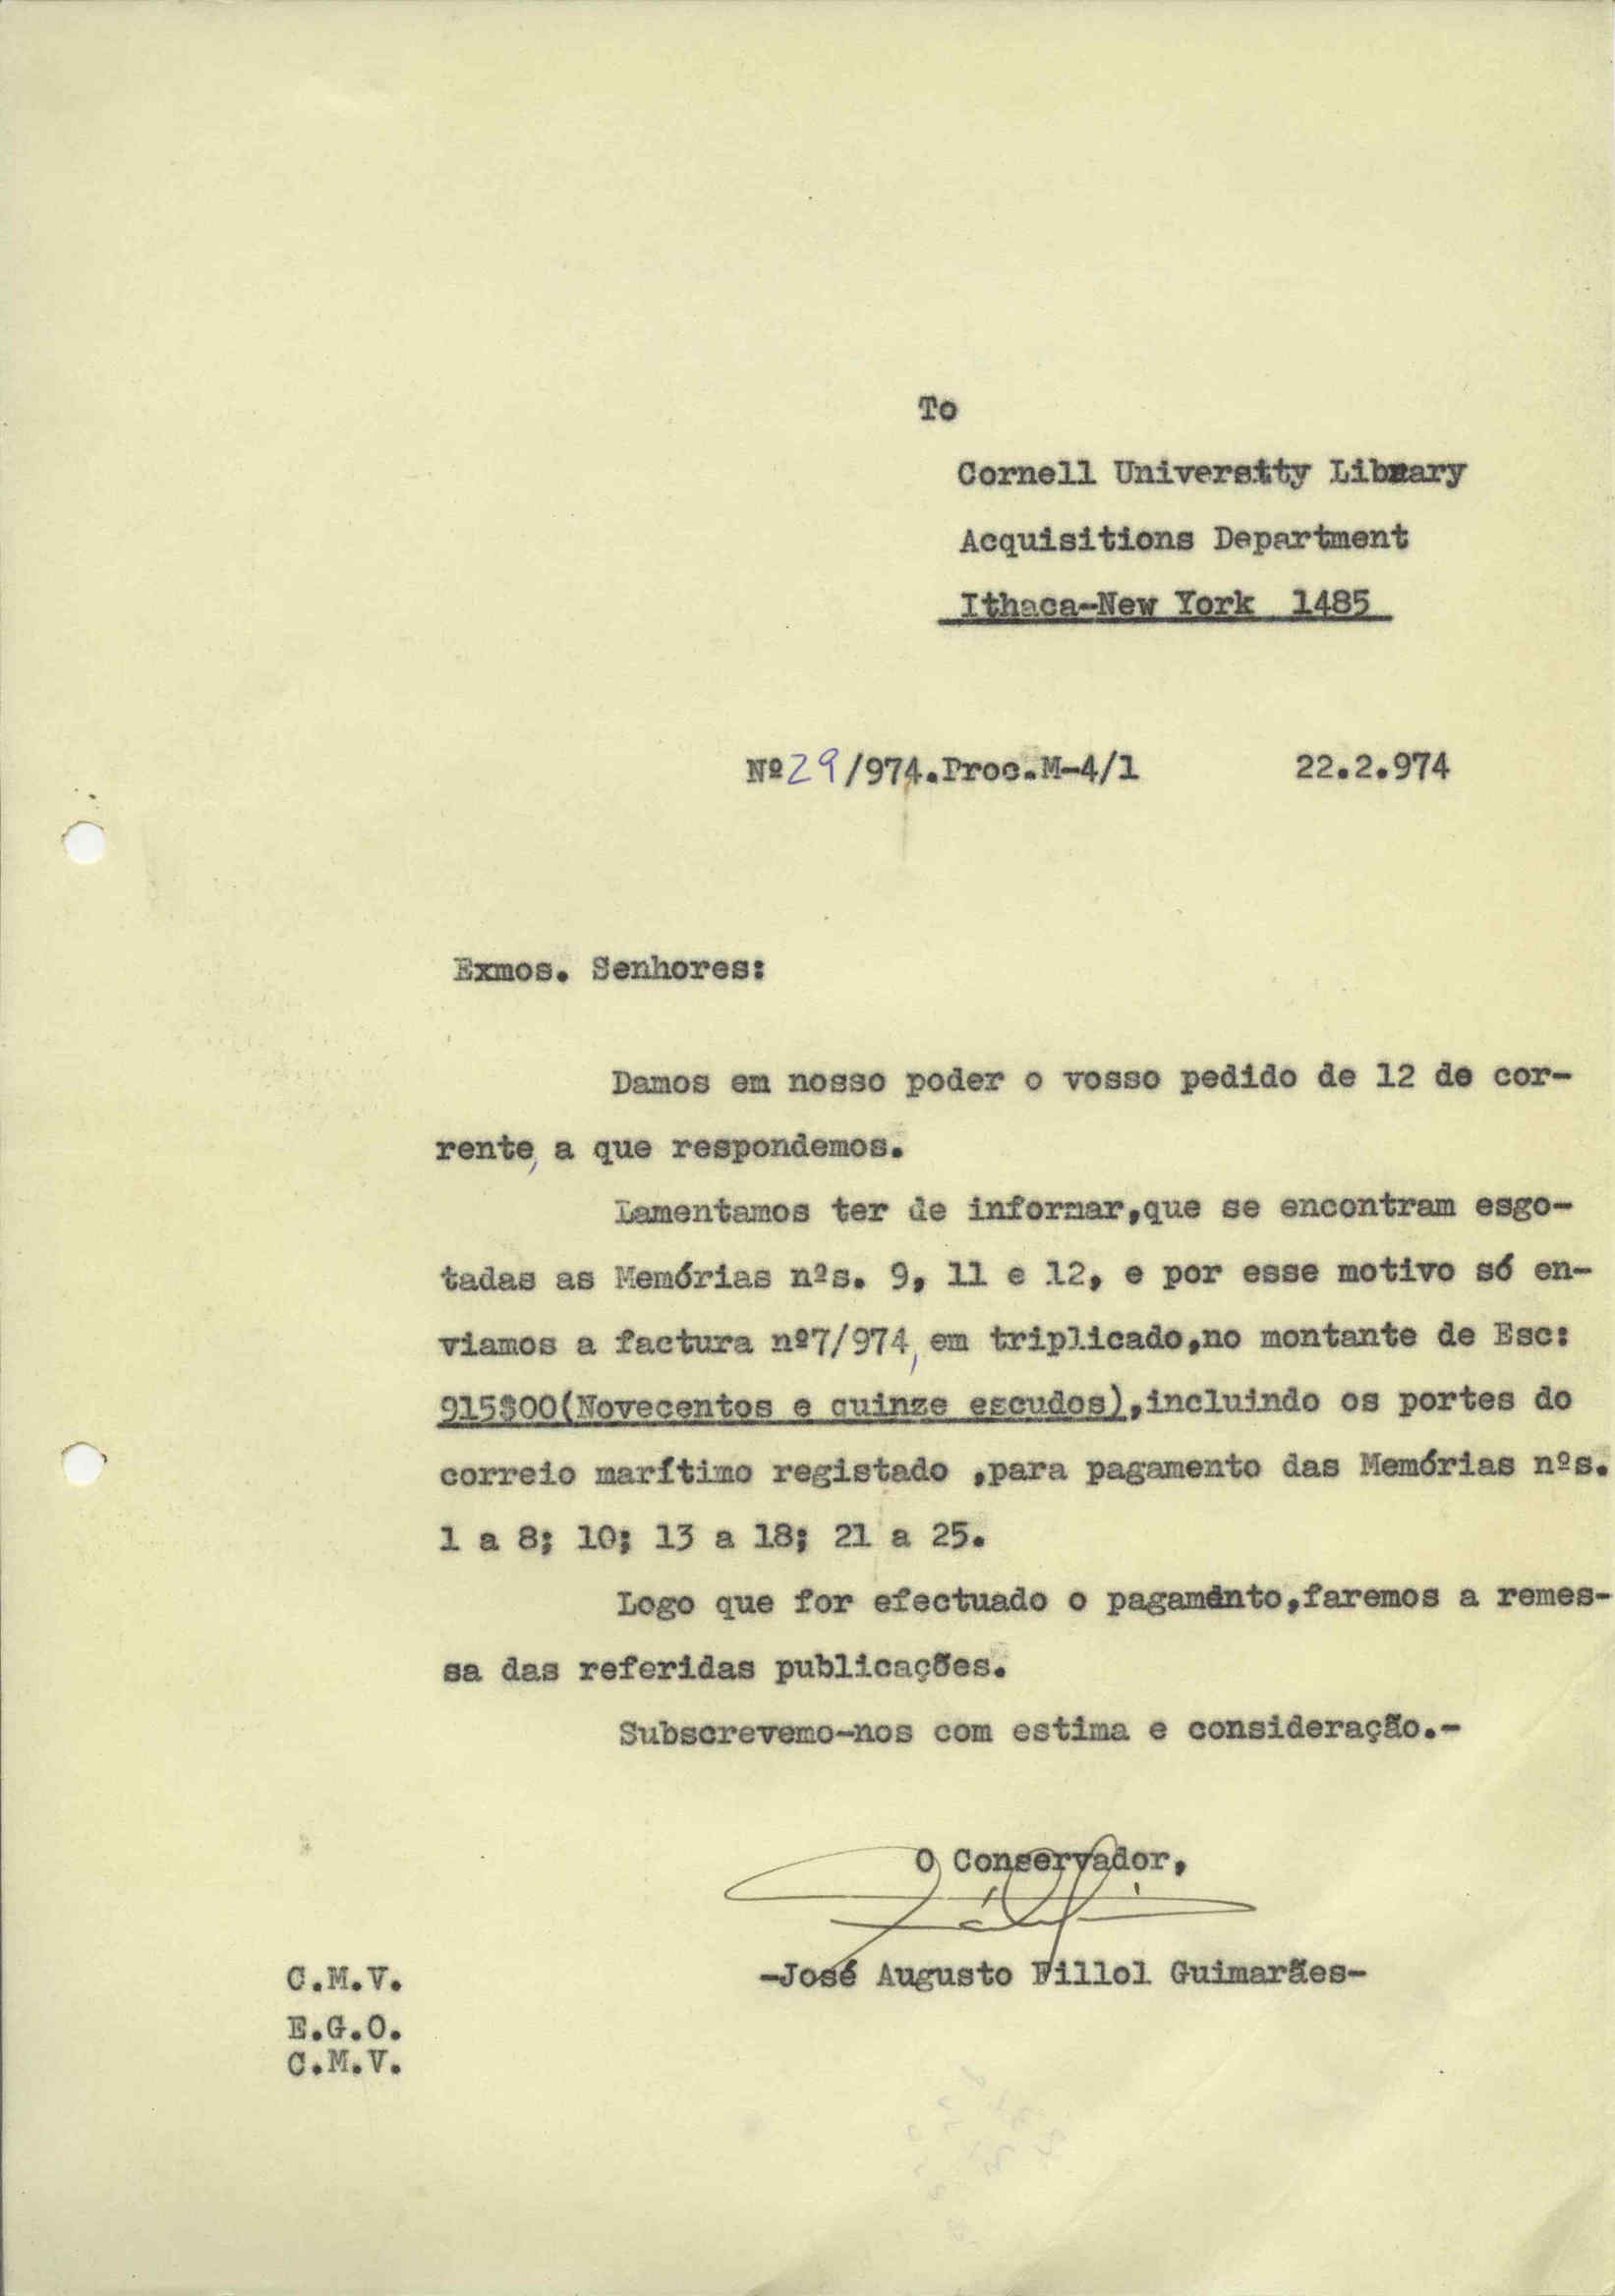 To
Cornell University Library
Acquisitions Department
Ithaca-New York 1485
Nº29/974.Proc.M-4/1 22.2.974
Exmos. Senhores:
Damos em nosso poder o vosso pedido de 12 do cor-
rente, a que respondemos.
Lamentamos ter de informar,que se encontram esgo-
tadas as Memórias nºs. 9, 11 e 12, e por esse motivo só en-
viamos a factura nº7/974, em triplicado,no montante de Esc:
915$00(Novecentos e quinze escudos),incluindo os portes do
correio marítimo registado ,para pagamento das Memórias nºs.
1 a 8; 10; 13 a 18; 21 a 25.
Logo que for efectuado o pagamento,faremos a remes-
sa das referidas publicações.
Subscrevemo-nos com estima e consideração.-
O Conservador,
-José Augusto Fillol Guimarães-
C.M.V.
E.G.O.
C.M.V.